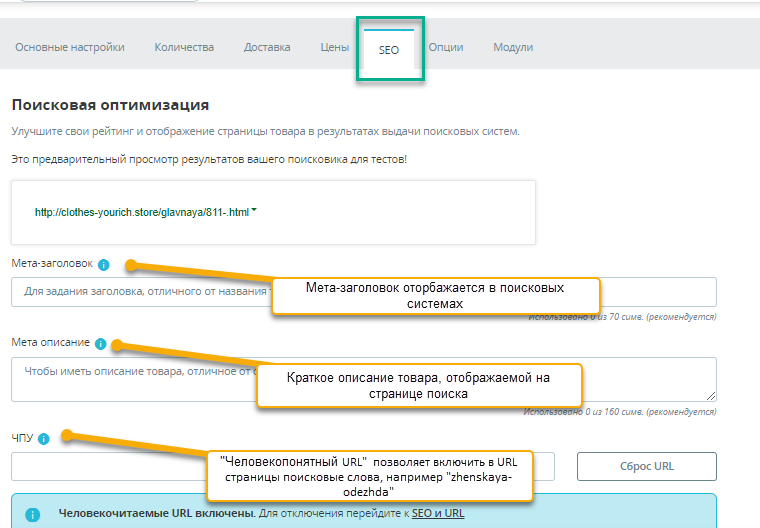 Основные настройки Количества Доставка Цены SEO Опции Модули
Поисковая оптимизация
Улучшите свои рейтинг и отображение страницы товара в результатах выдачи поисковых систем.
Это предварительный просмотр результатов вашего поисковика для тестов!
http://clothes-yourich.store/glavnaya/811-.html
Мета-заголовок
Для задания заголовка, отличного от названия
Мета-заголовок оторбажается в поисковых
системах
Использовано 0 из 70 симв. (рекомендуется)
Мета описание
Чтобы иметь описание товара, отличное от
Краткое описание товара, отображаемой на
странице поиска
Использовано 0 из 160 симв. (рекомендуется)
ЧПУ
"Человекопонятный URL" позволяет включить в URL
страницы поисковые слова, например "zhenskaya-
odezhda"
Сброс URL
Человекочитаемые URL включены. Для отключения перейдите к SEO и URL